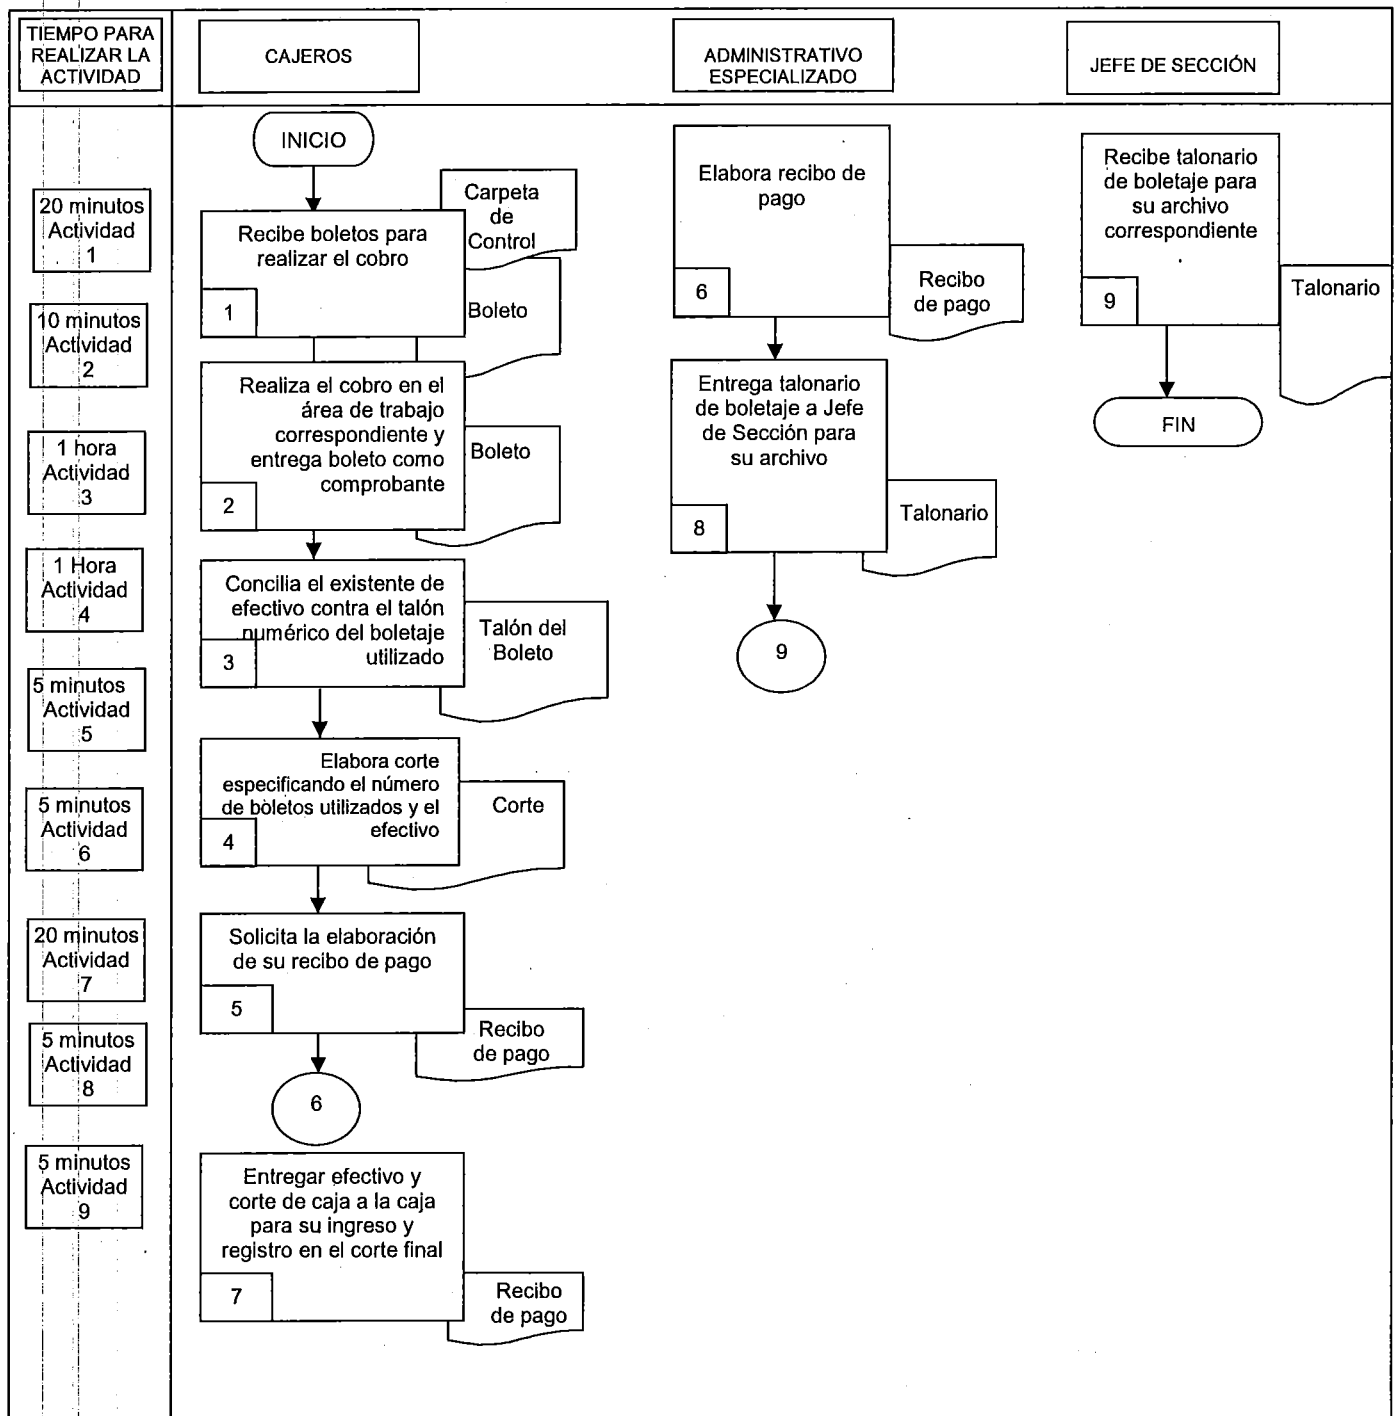 TIEMPO PARA
REALIZAR LA
ACTIVIDAD
CAJEROS
ADMINISTRATIVO
ESPECIALIZADO
JEFE DE SECCIÓN
20 minutos
Actividad
1
10 minutos
Actividad
2
1 hora
Actividad
3
1 Hora
Actividad
4
5 minutos
Actividad
5
5 minutos
Actividad
6
20 minutos
Actividad
7
5 minutos
Actividad
8
5 minutos
Actividad
9
INICIO
Recibe boletos para
realizar el cobro
1
Carpeta
de
Control
Boleto
Realiza el cobro en el
área de trabajo
correspondiente y
entrega boleto como
comprobante
2
Boleto
Concilia el existente de
efectivo contra el talón
numérico del boletaje
utilizado
3
Talón del
Boleto
Elabora corte
especificando el número
de boletos utilizados y el
efectivo
4
Corte
Solicita la elaboración
de su recibo de pago
5
Recibo
de pago
6
Entregar efectivo y
corte de caja a la caja
para su ingreso y
registro en el corte final
7
Recibo
de pago
Elabora recibo de
pago
6
Recibo
de pago
Entrega talonario
de boletaje a Jefe
de Sección para
su archivo
8
Talonario
9
Recibe talonario
de boletaje para
su archivo
correspondiente
9
Talonario
FIN